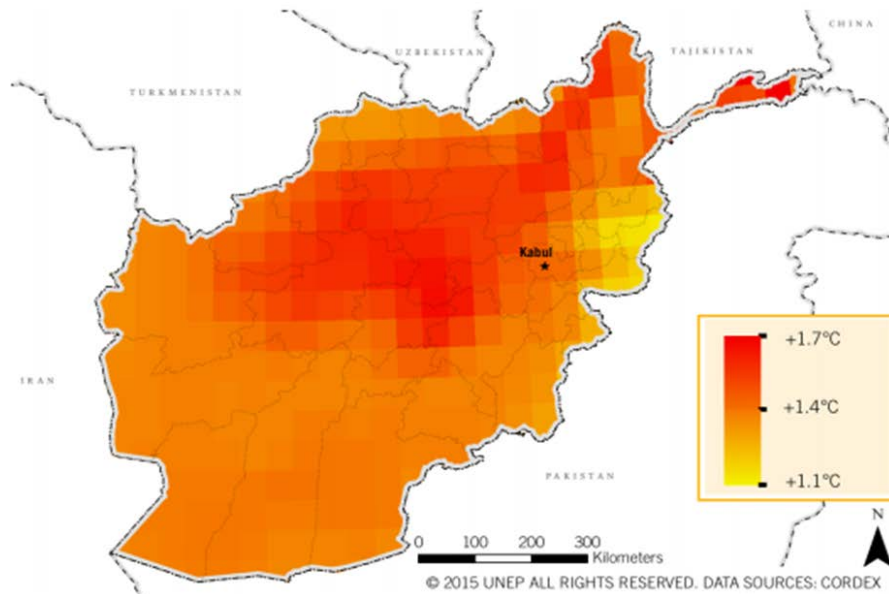 CHINA
UZBEKISTAN
TAJIKISTAN
TURKMENISTAN
Kabul
+1.7°C
IRAN
+1.4°C
PAKISTAN
+1.1°C
N
0 100 200 300
Kilometers
© 2015 UNEP ALL RIGHTS RESERVED. DATA SOURCES: CORDEX